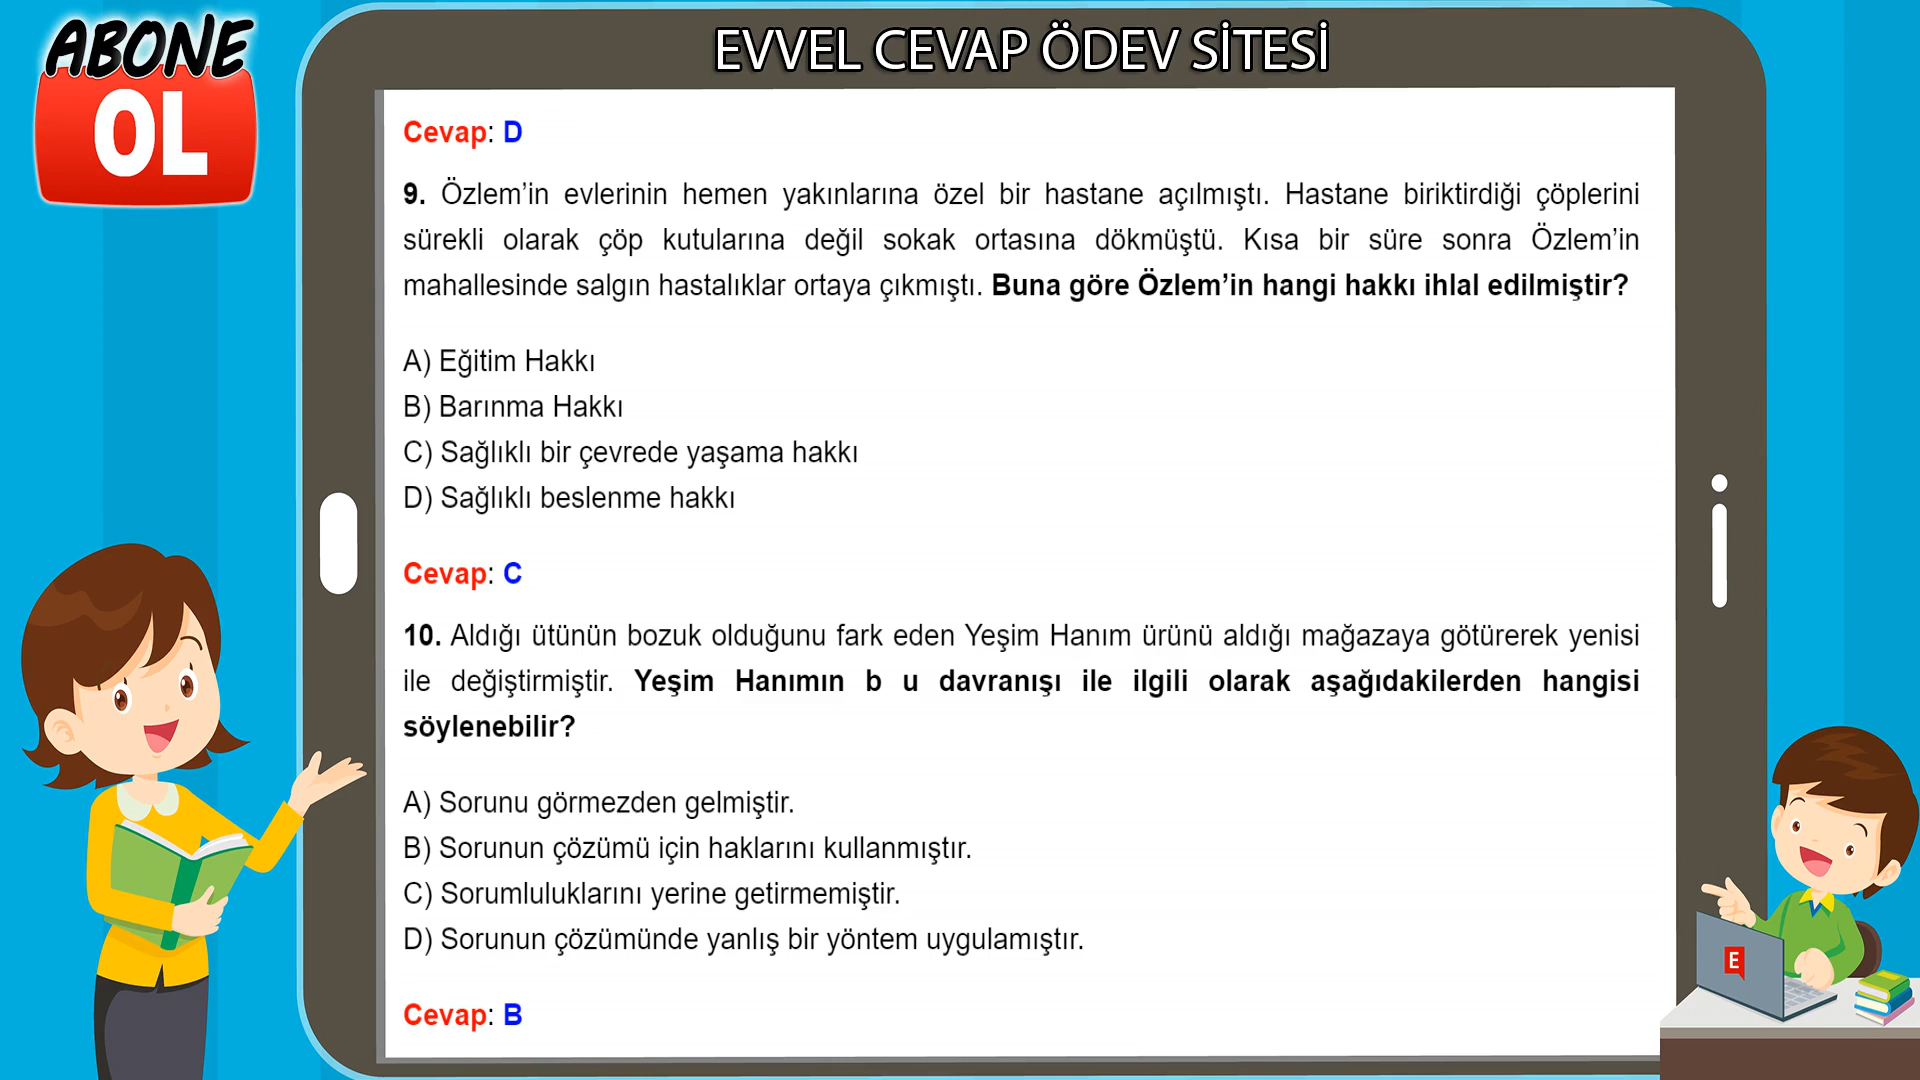 ABONE
OL
EVVEL CEVAP ÖDEV SİTESİ
Cevap: D
9. Özlem’in evlerinin hemen yakınlarına özel bir hastane açılmıştı. Hastane biriktirdiği çöplerini
sürekli olarak çöp kutularına değil sokak ortasına dökmüştü. Kısa bir süre sonra Özlem’in
mahallesinde salgın hastalıklar ortaya çıkmıştı. Buna göre Özlem’in hangi hakkı ihlal edilmiştir?
A) Eğitim Hakkı
B) Barınma Hakkı
C) Sağlıklı bir çevrede yaşama hakkı
D) Sağlıklı beslenme hakkı
Cevap: C
10. Aldığı ütünün bozuk olduğunu fark eden Yeşim Hanım ürünü aldığı mağazaya götürerek yenisi
ile değiştirmiştir. Yeşim Hanımın b u davranışı ile ilgili olarak aşağıdakilerden hangisi
söylenebilir?
A) Sorunu görmezden gelmiştir.
B) Sorunun çözümü için haklarını kullanmıştır.
C) Sorumluluklarını yerine getirmemiştir.
D) Sorunun çözümünde yanlış bir yöntem uygulamıştır.
Cevap: B
E